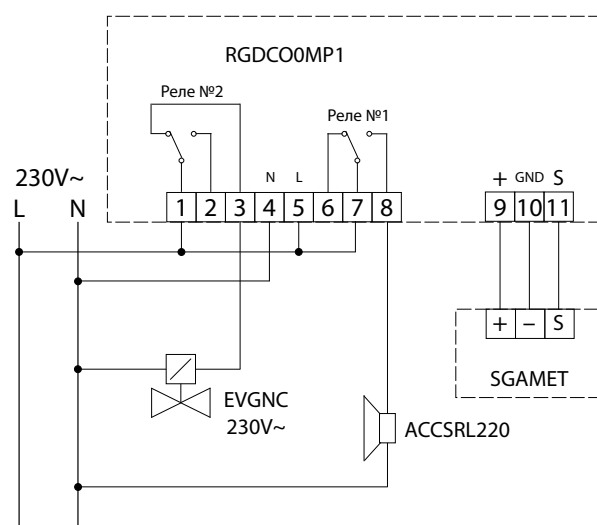 RGDCO0MP1
Реле №2
Реле №1
230V~
L N
N L
+ GND S
1 2 3 4 5 6 7 8
9 10 11
+ – S
SGAMET
EVGNC
230V~
ACCSRL220